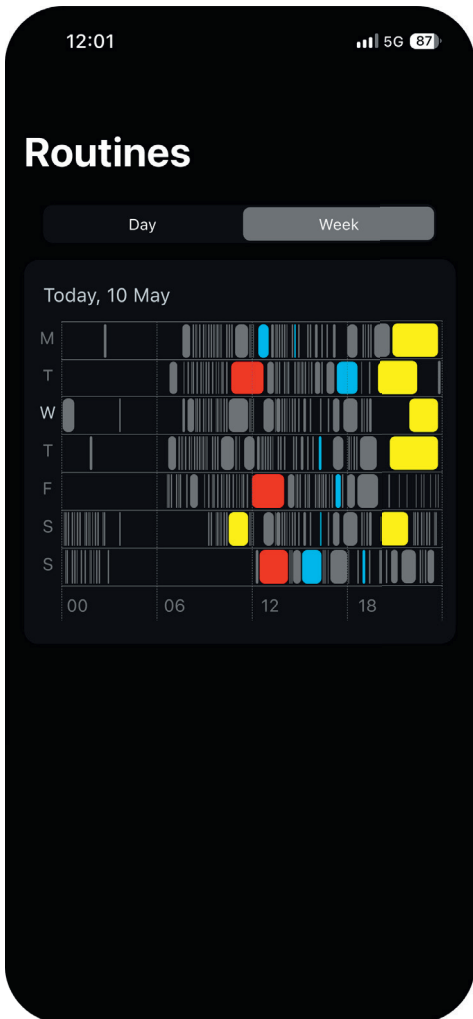 12:01 5G 87
Routines
Day Week
Today, 10 May
M
T
W
T
F
S
S
00 06 12 18